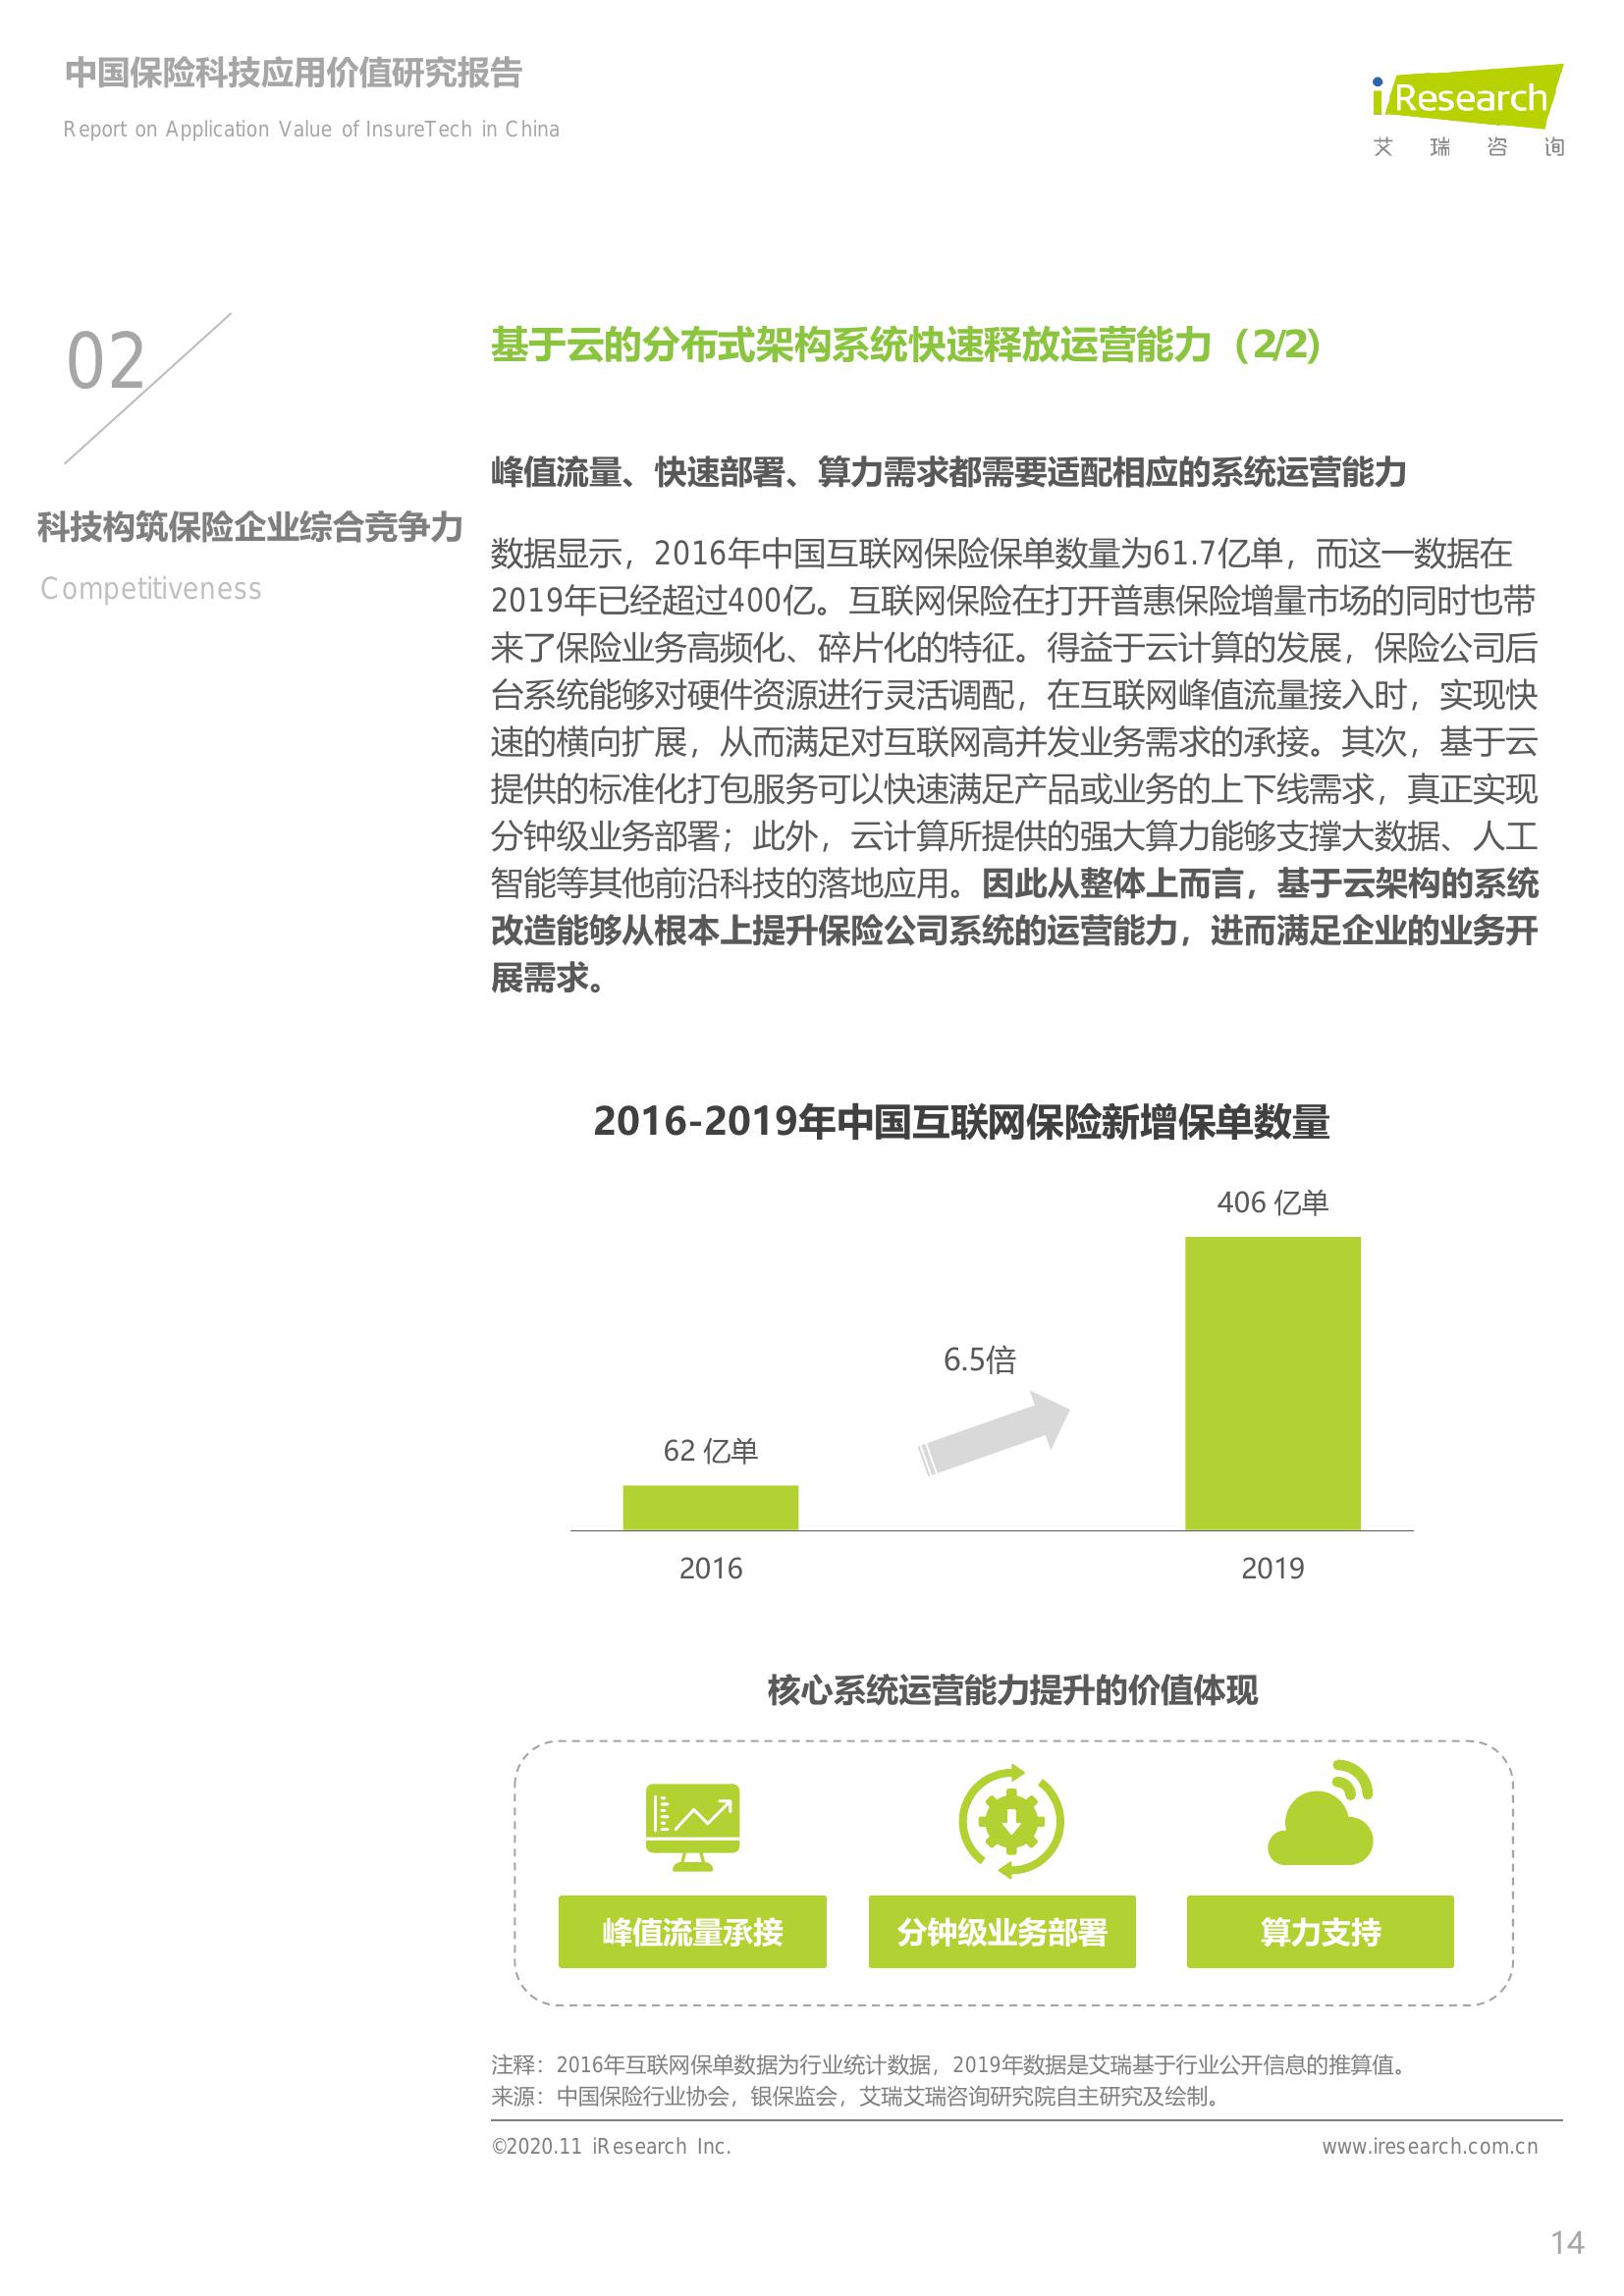 中国保险科技应用价值研究报告
Report on Application Value of InsureTech in China
iResearch
艾瑞咨询
02
科技构筑保险企业综合竞争力
Competitiveness
基于云的分布式架构系统快速释放运营能力（2/2)
峰值流量、快速部署、算力需求都需要适配相应的系统运营能力
数据显示，2016年中国互联网保险保单数量为61.7亿单，而这一数据在
2019年已经超过400亿。互联网保险在打开普惠保险增量市场的同时也带
来了保险业务高频化、碎片化的特征。得益于云计算的发展，保险公司后
台系统能够对硬件资源进行灵活调配，在互联网峰值流量接入时，实现快
速的横向扩展，从而满足对互联网高并发业务需求的承接。其次，基于云
提供的标准化打包服务可以快速满足产品或业务的上下线需求，真正实现
分钟级业务部署；此外，云计算所提供的强大算力能够支撑大数据、人工
智能等其他前沿科技的落地应用。因此从整体上而言，基于云架构的系统
改造能够从根本上提升保险公司系统的运营能力，进而满足企业的业务开
展需求。
2016-2019年中国互联网保险新增保单数量
406 亿单
6.5倍
62 亿单
2016
2019
核心系统运营能力提升的价值体现
峰值流量承接
分钟级业务部署
算力支持
注释：2016年互联网保单数据为行业统计数据，2019年数据是艾瑞基于行业公开信息的推算值。
来源：中国保险行业协会，银保监会，艾瑞艾瑞咨询研究院自主研究及绘制。
©2020.11 iResearch Inc.
www.iresearch.com.cn
14